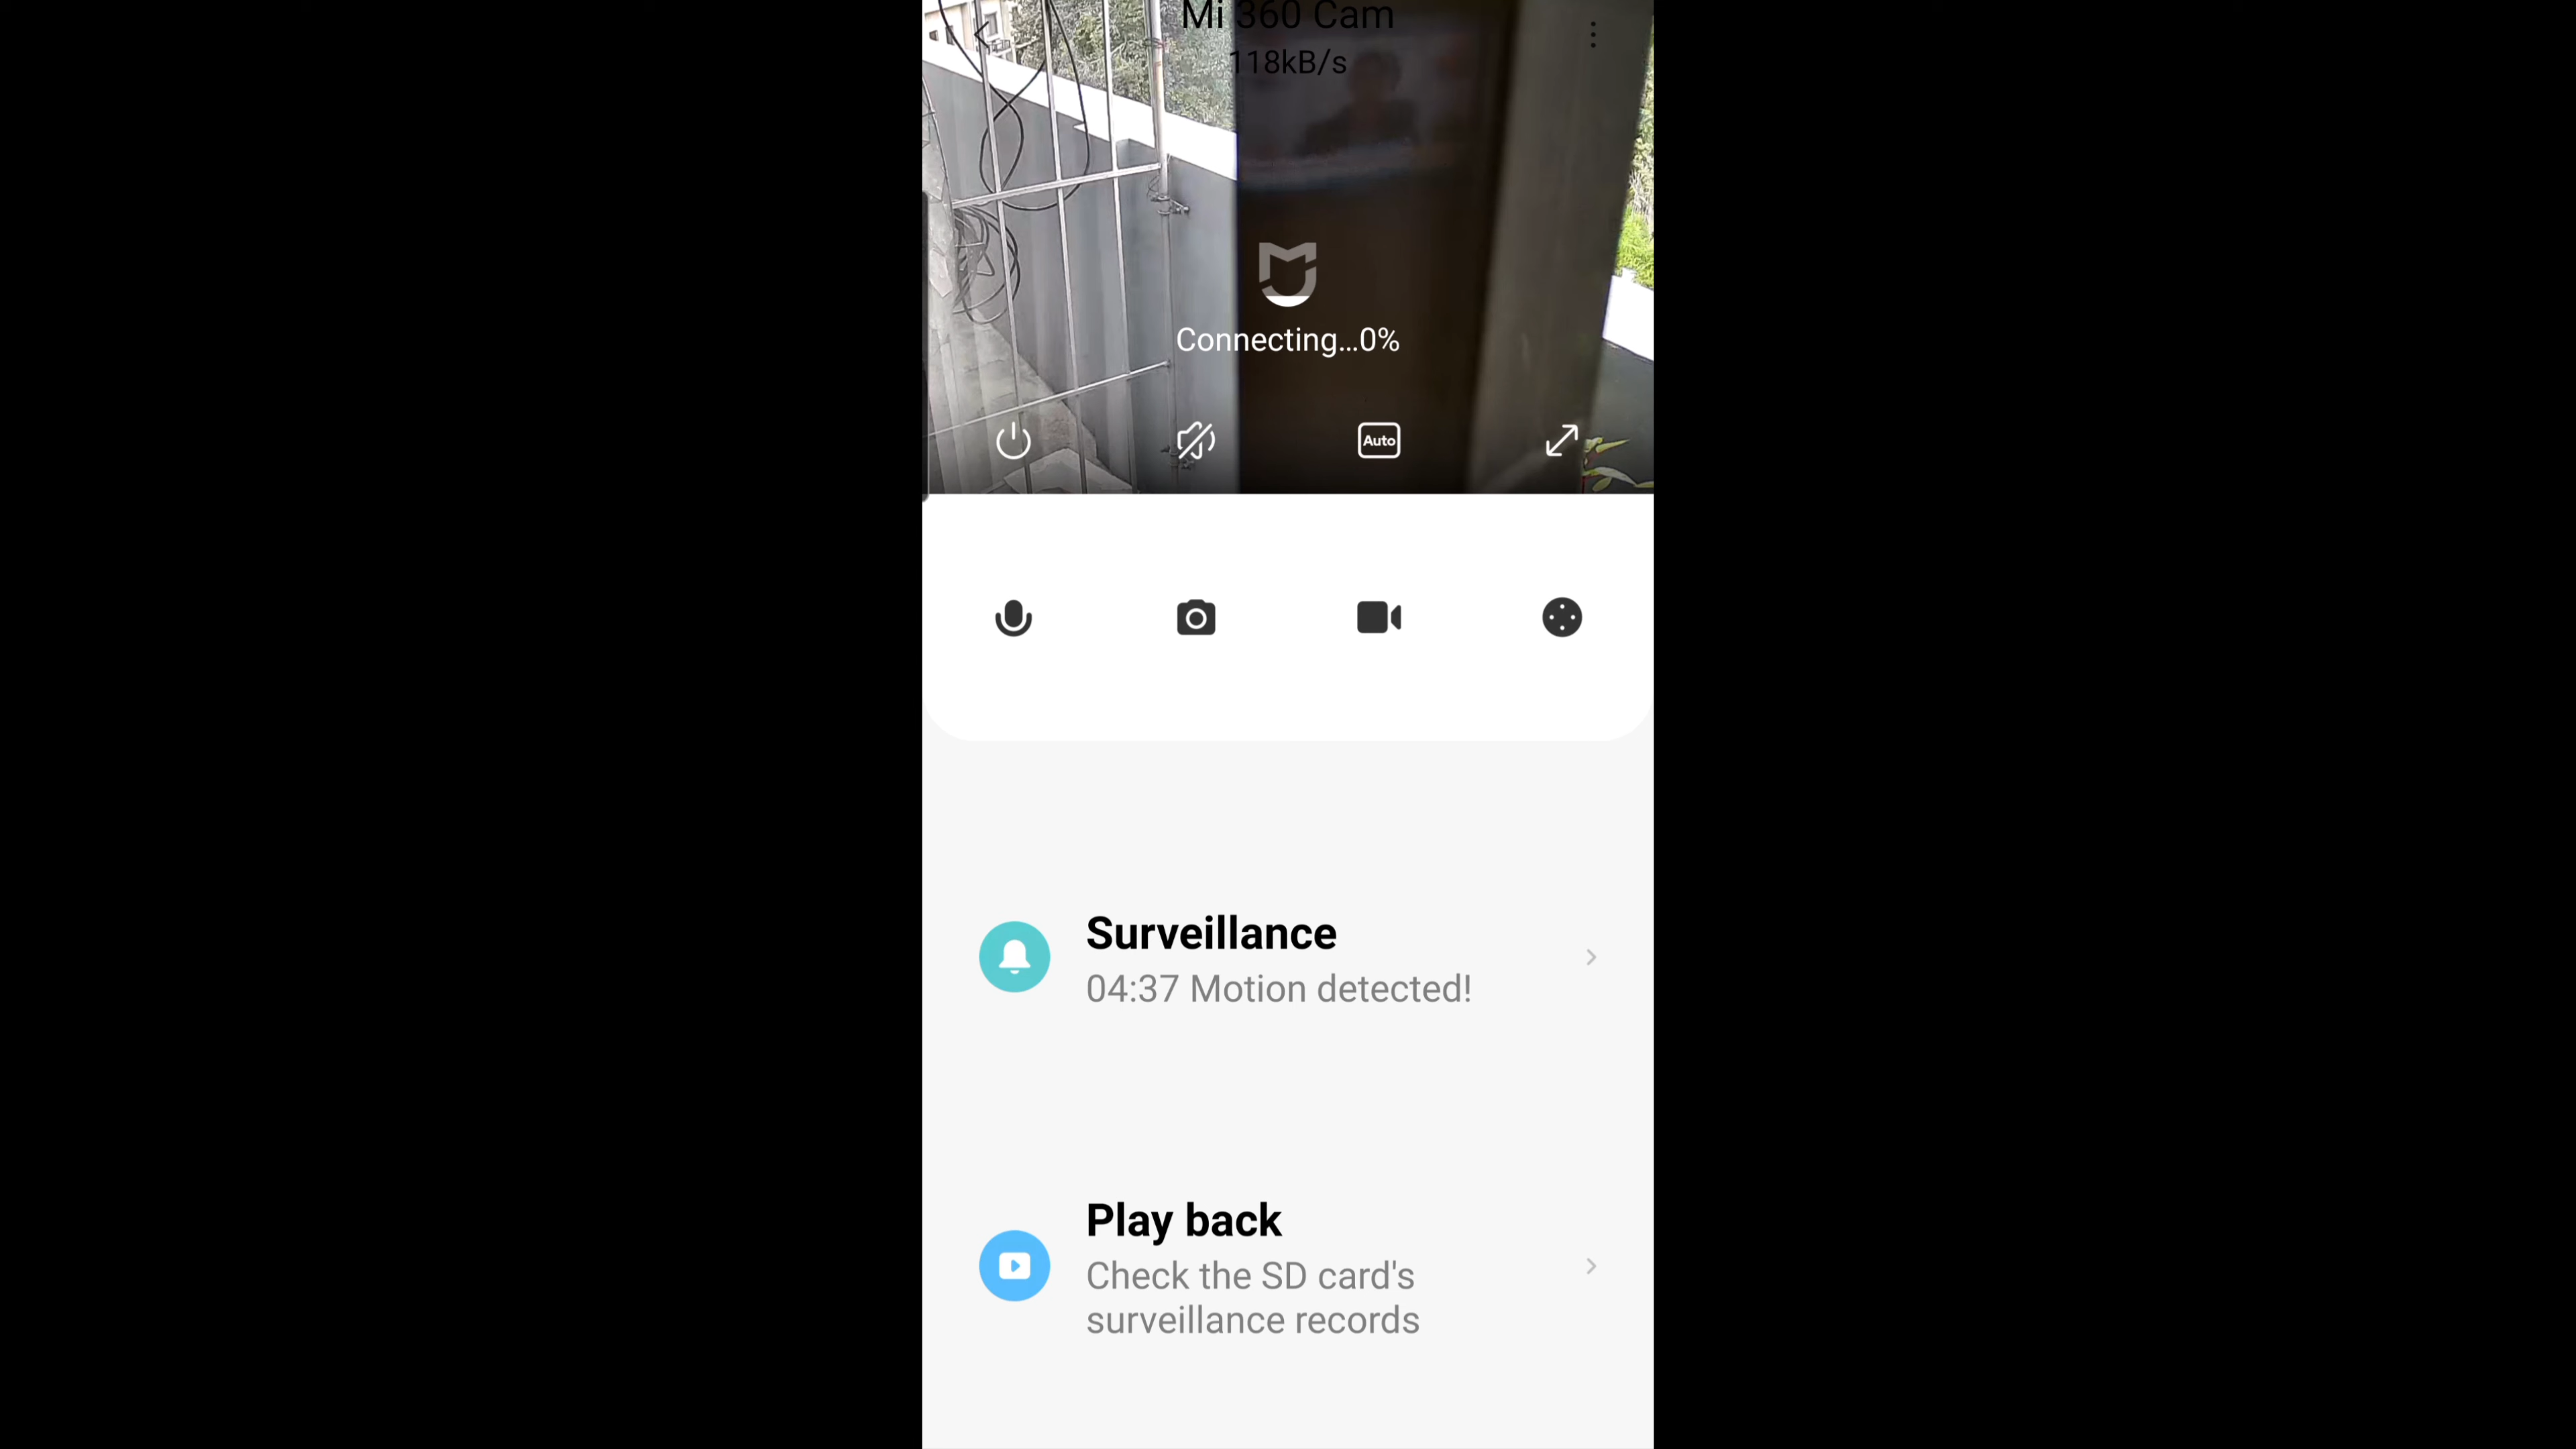 Mi 360 Cam
118kB/s
Connecting...0%
Auto
Surveillance
04:37 Motion detected!
Play back
Check the SD card's
surveillance records